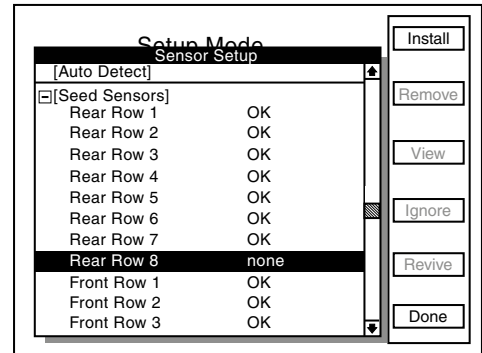 Setup Mode
Sensor Setup
[Auto Detect]
[Seed Sensors]
Rear Row 1 OK
Rear Row 2 OK
Rear Row 3 OK
Rear Row 4 OK
Rear Row 5 OK
Rear Row 6 OK
Rear Row 7 OK
Rear Row 8 none
Front Row 1 OK
Front Row 2 OK
Front Row 3 OK
Install
Remove
View
Ignore
Revive
Done